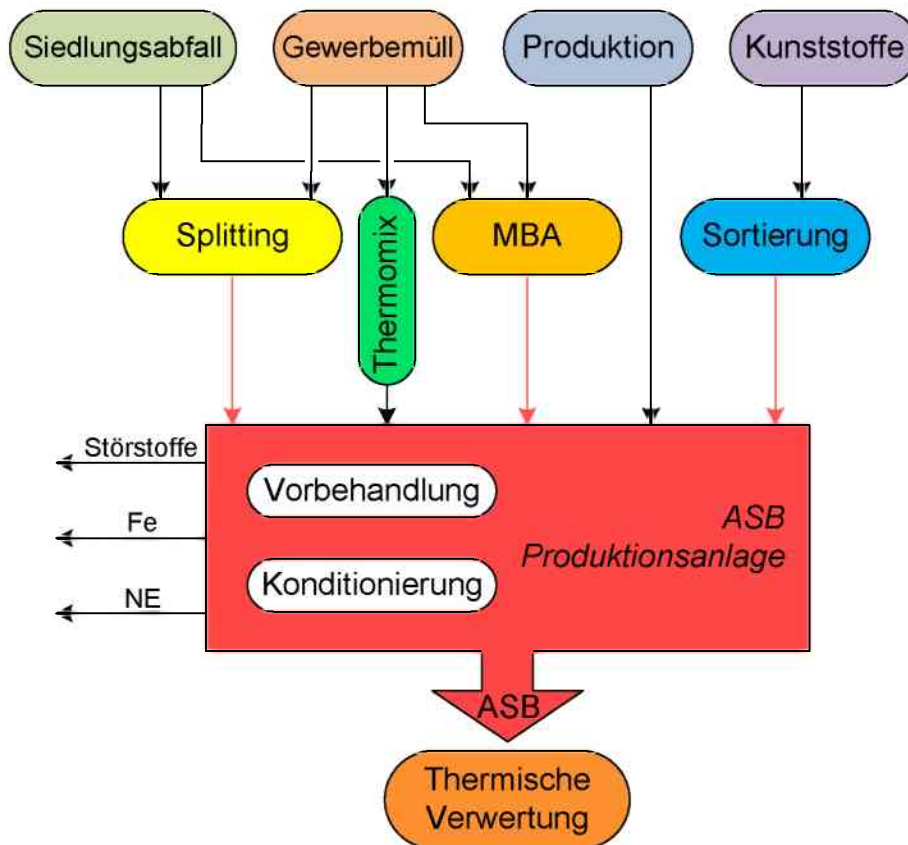 Siedlungsabfall
Gewerbemüll
Produktion
Kunststoffe
Splitting
Thermomix
MBA
Sortierung
Störstoffe
Fe
NE
Vorbehandlung
Konditionierung
ASB
Produktionsanlage
ASB
Thermische
Verwertung